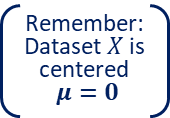 Remember:
Dataset X is
centered
μ = 0